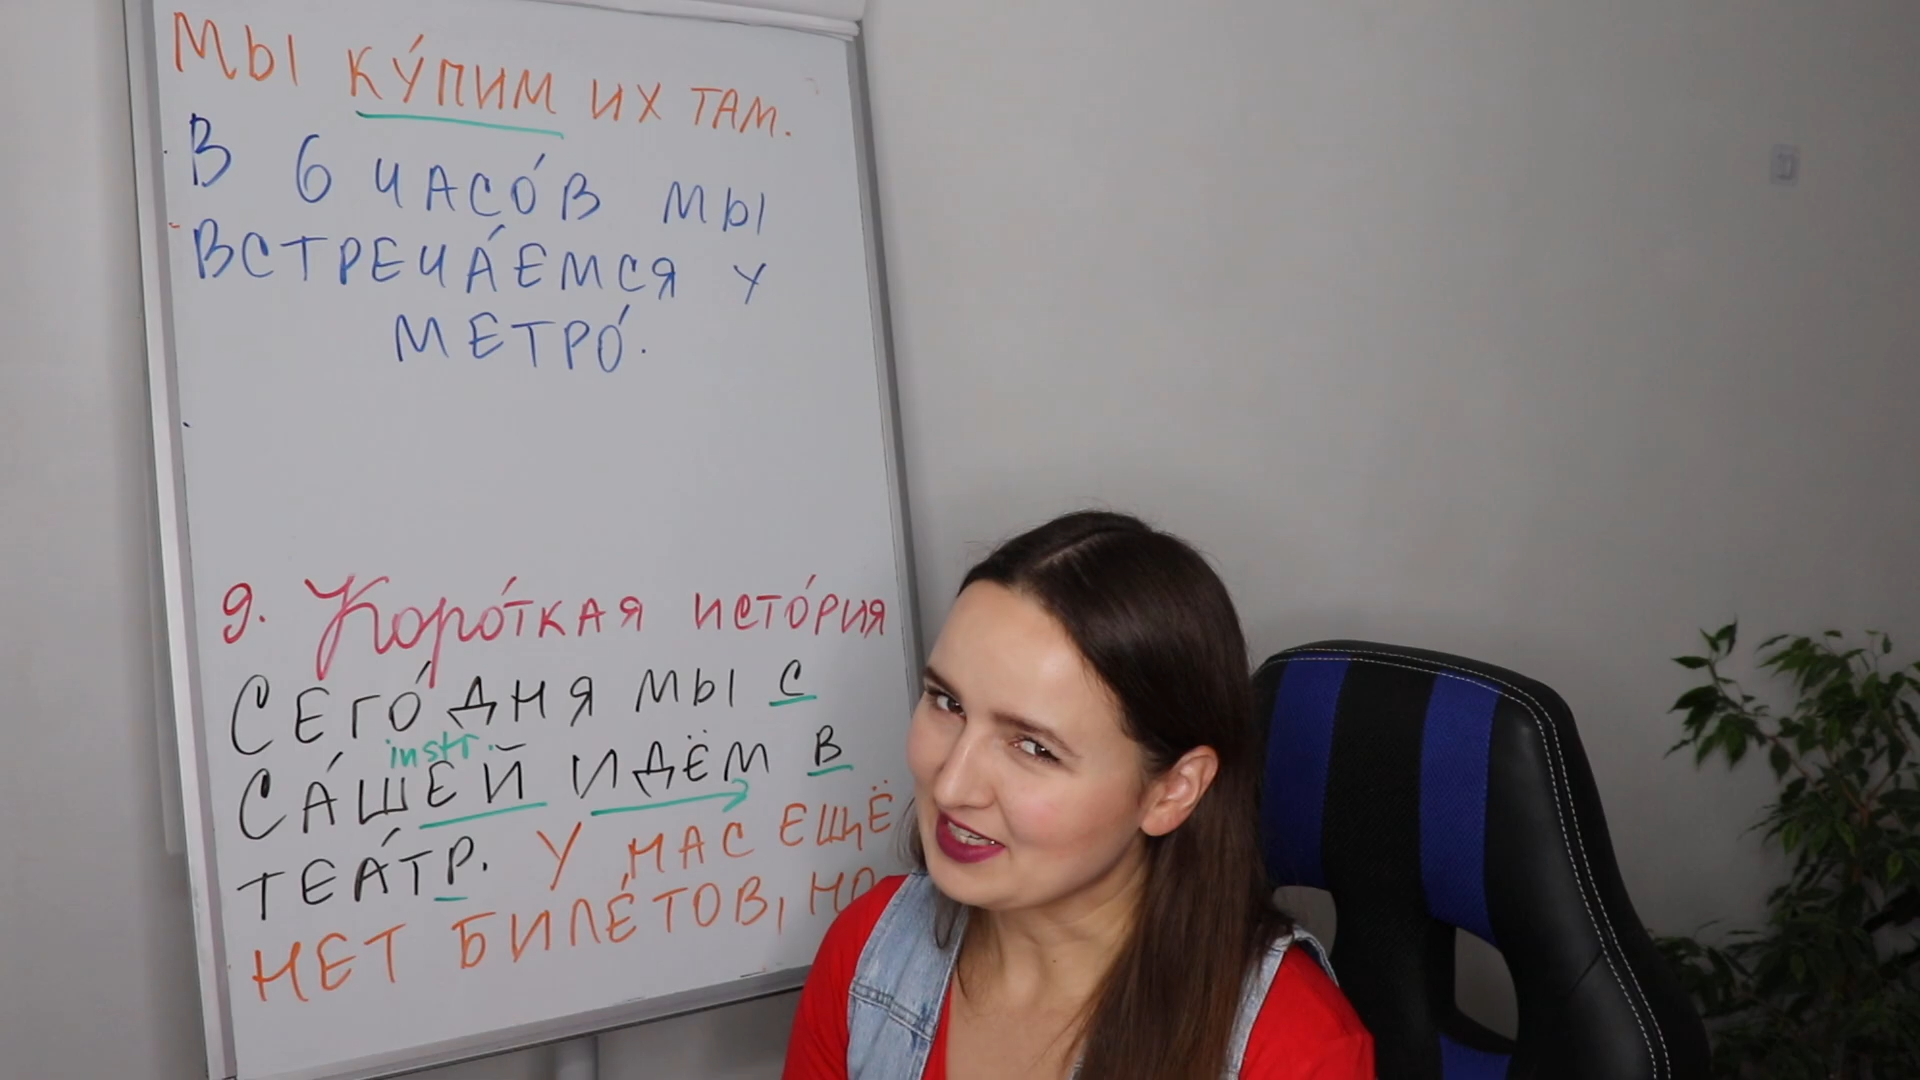 МЫ КУ́ПИМ ИХ ТАМ.
В 6 ЧАСО́В МЫ
ВСТРЕЧА́ЕМСЯ У
МЕТРО́.
9. Коро́ткая исто́рия
СЕГО́ДНЯ МЫ С
instr.
СА́ШЕЙ ИДЁМ В
ТЕА́ТР. У НАС ЕЩЁ
НЕТ БИЛЕ́ТОВ, НО